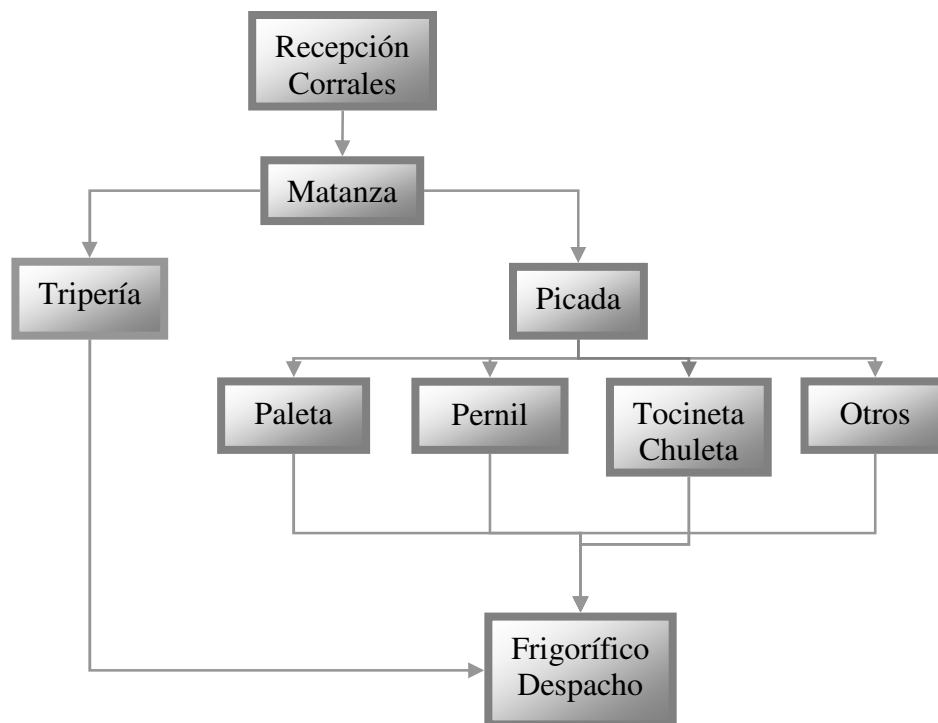 Recepción
Corrales
Matanza
Tripería
Picada
Paleta
Pernil
Tocineta
Chuleta
Otros
Frigorífico
Despacho